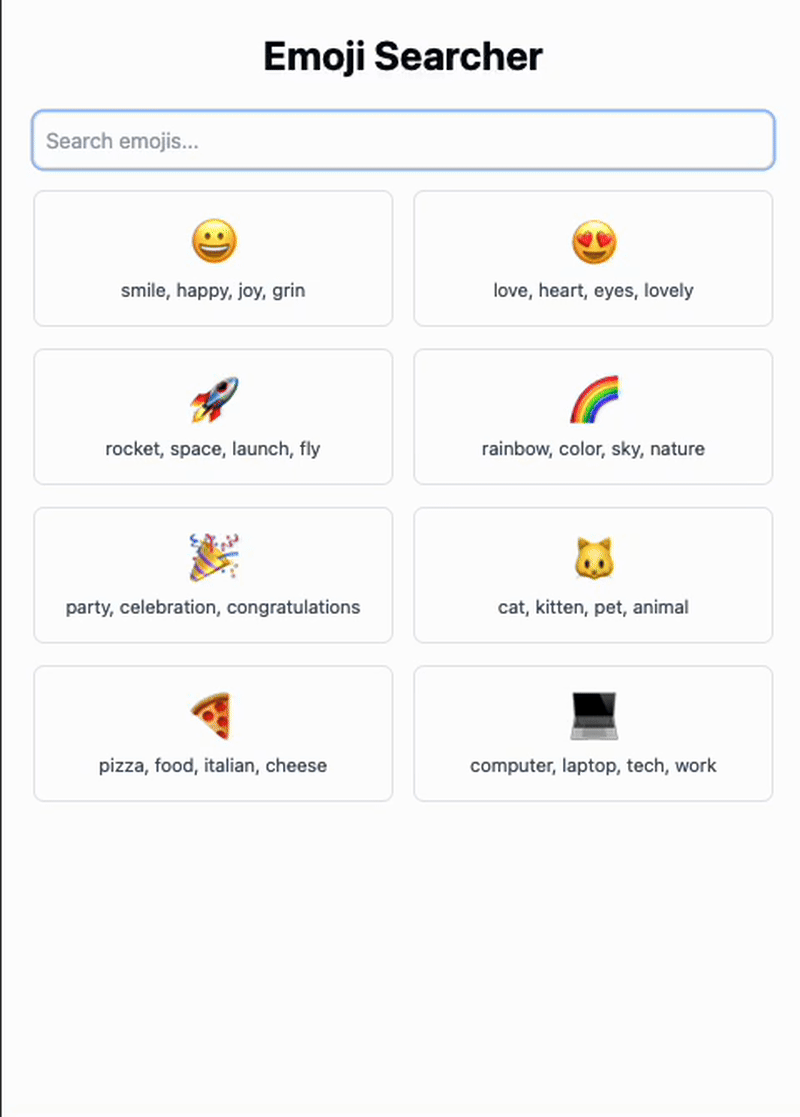 Emoji Searcher
Search emojis...
smile, happy, joy, grin
love, heart, eyes, lovely
rocket, space, launch, fly
rainbow, color, sky, nature
party, celebration, congratulations
cat, kitten, pet, animal
pizza, food, italian, cheese
computer, laptop, tech, work